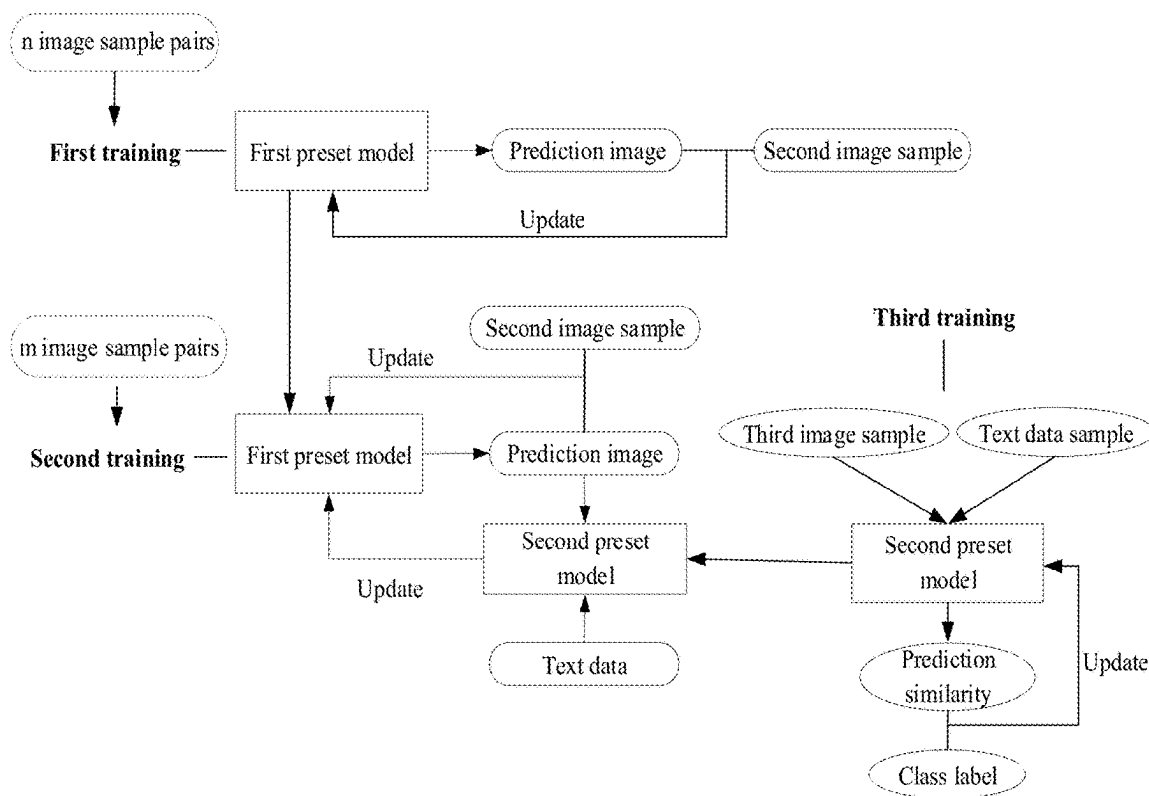 n image sample pairs
First training
First preset model
Prediction image
Second image sample
Update
m image sample pairs
Second training
Update
Second image sample
First preset model
Prediction image
Second preset
model
Update
Text data
Third training
Third image sample
Text data sample
Second preset
model
Prediction
similarity
Update
Class label